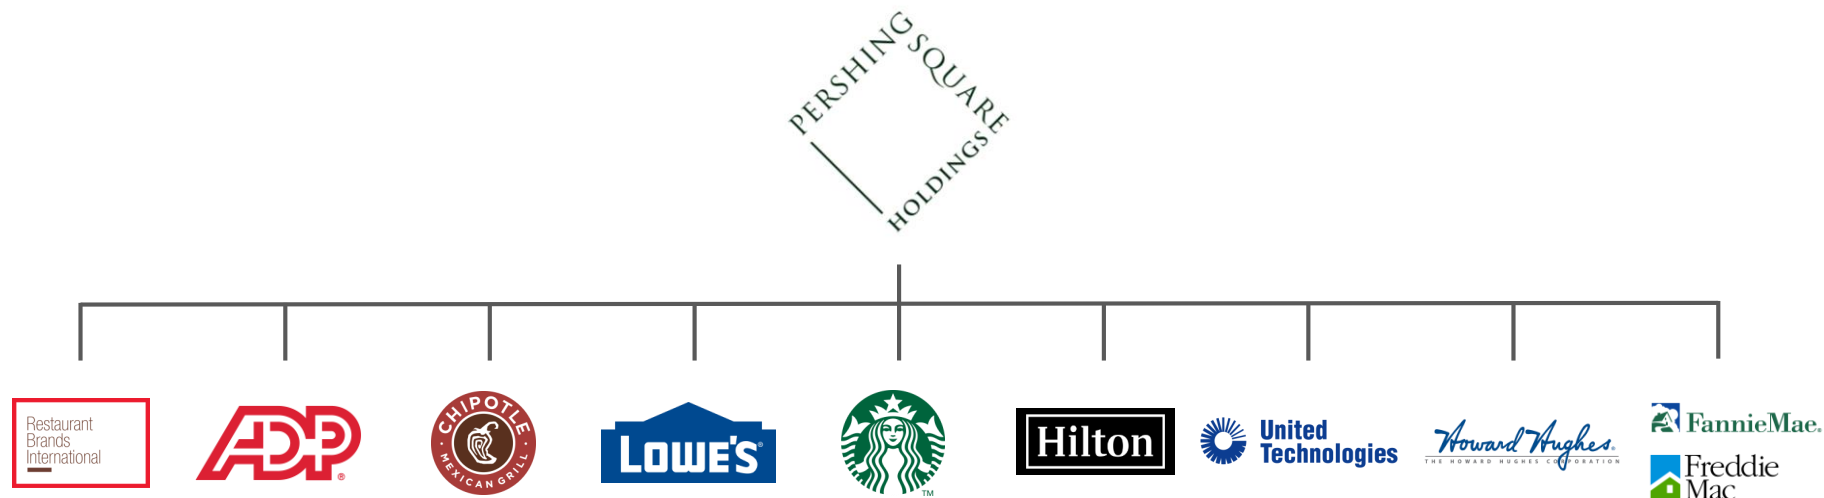 PERSHING
SQUARE
HOLDINGS
Restaurant
Brands
International
ADP®
CHIPOTLE
MEXICAN GRILL
LOWE'S®
TM
Hilton
United
Technologies
Howard Hughes®
THE HOWARD HUGHES CORPORATION
FannieMae®
Freddie
Mac